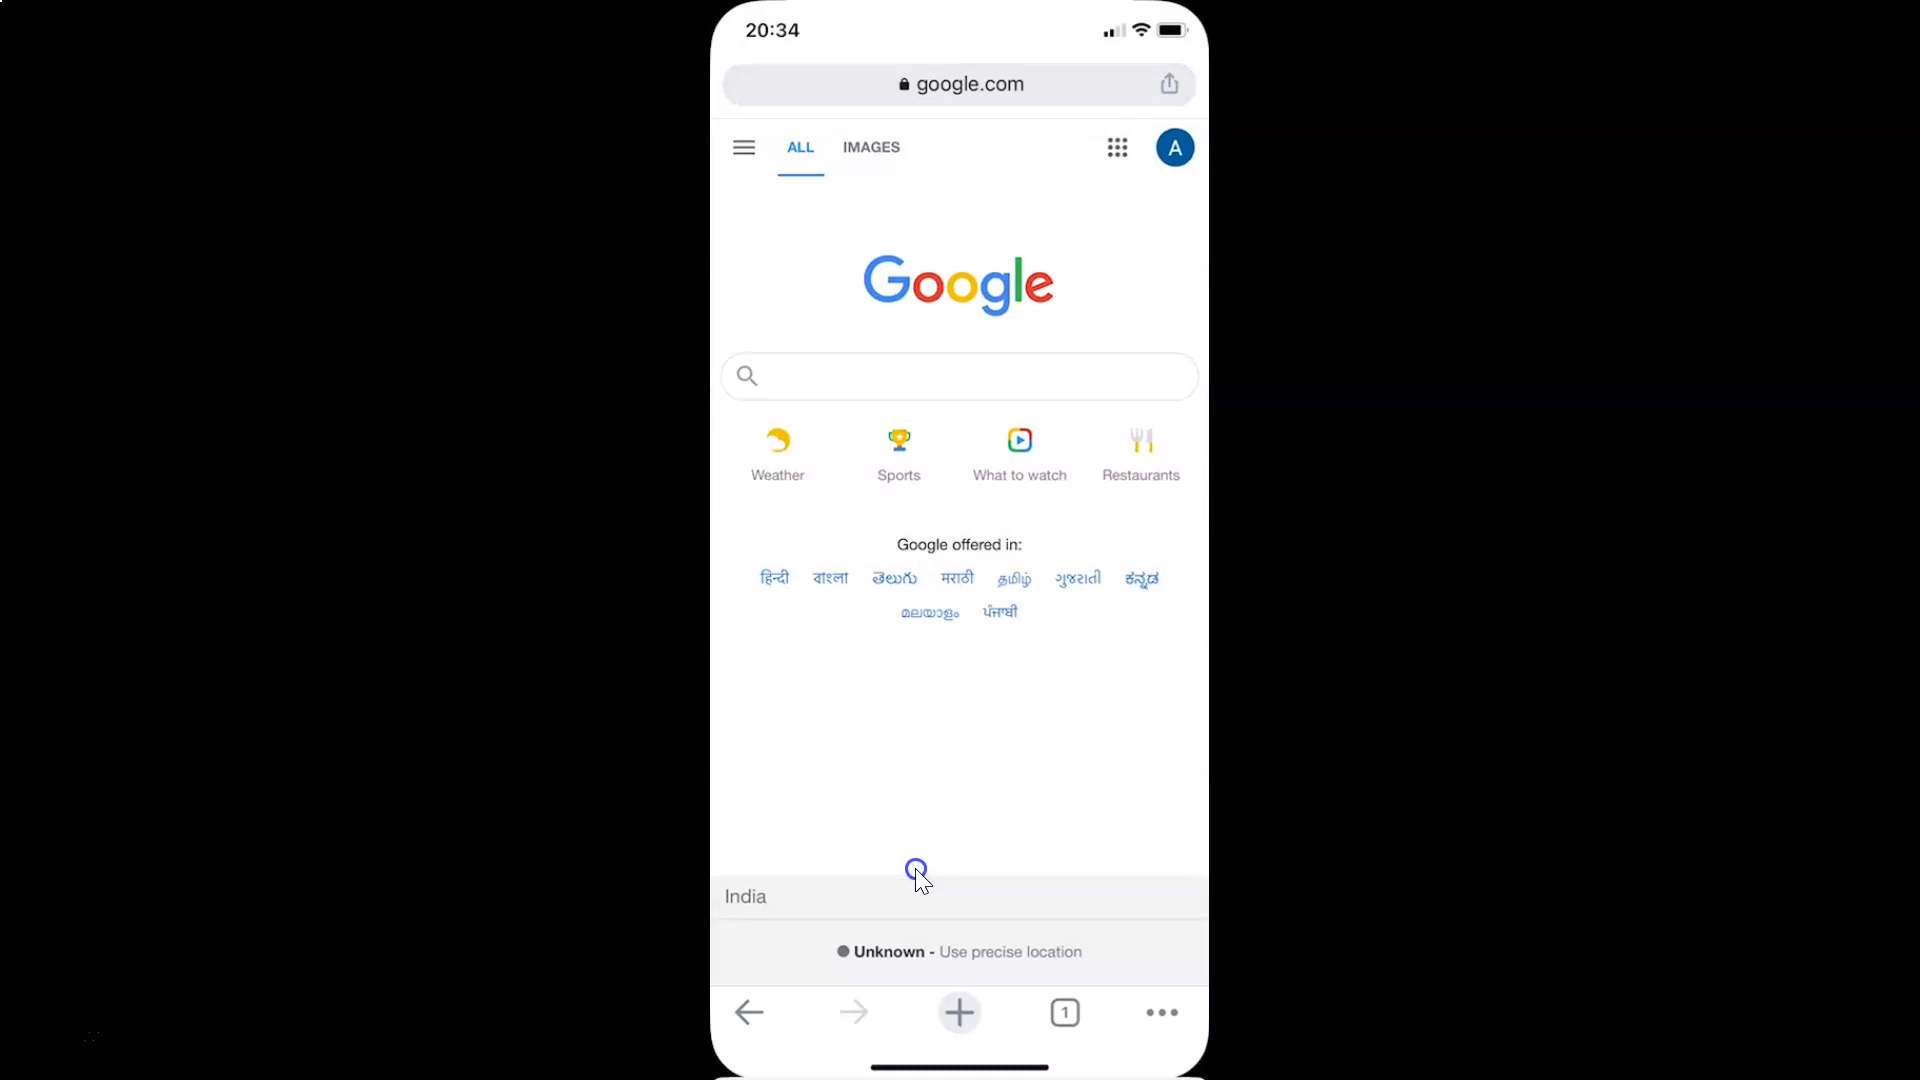 20:34
google.com
ALL IMAGES A
Google
Weather Sports What to watch Restaurants
Google offered in:
हिन्दी বাংলা తెలుగు मराठी தமிழ் ગુજરાતી ಕನ್ನಡ
മലയാളം ਪੰਜਾਬੀ
India
Unknown - Use precise location
1